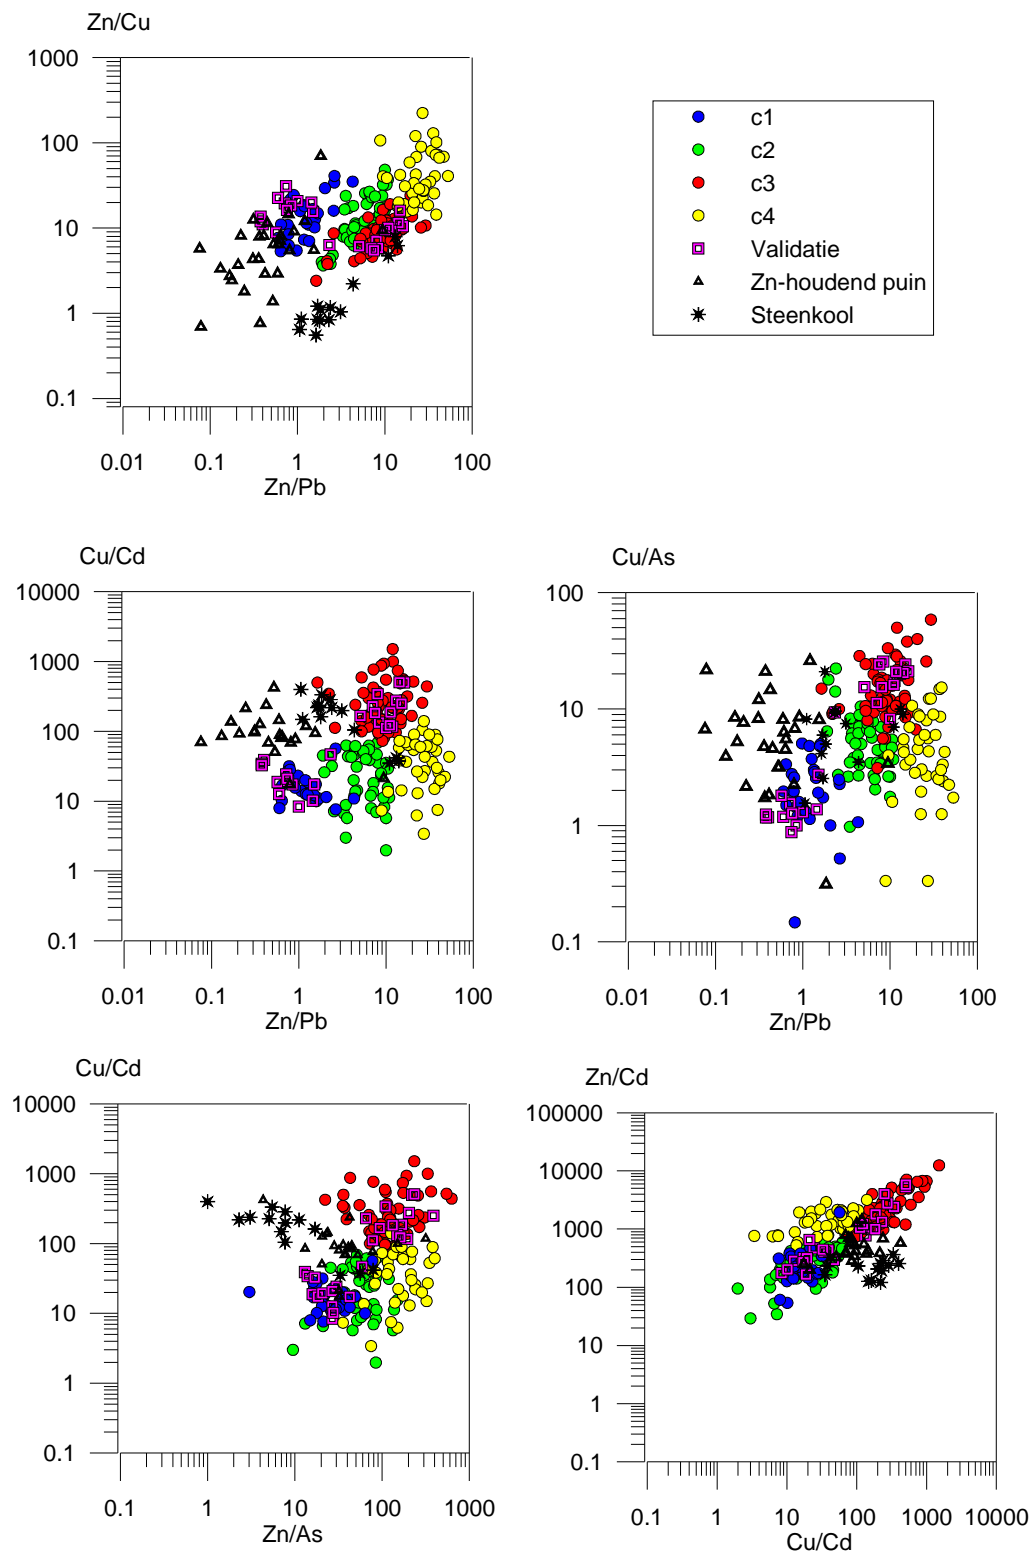 Zn/Cu
1000
100
10
1
0.1
0.01 0.1 1 10 100
Zn/Pb
c1
c2
c3
c4
Validatie
Zn-houdend puin
Steenkool
Cu/Cd
10000
1000
100
10
1
0.1
0.01 0.1 1 10 100
Zn/Pb
Cu/As
100
10
1
0.1
0.01 0.1 1 10 100
Zn/Pb
Cu/Cd
10000
1000
100
10
1
0.1
0.1 1 10 100 1000
Zn/As
Zn/Cd
100000
10000
1000
100
10
1
0.1
0.1 1 10 100 1000 10000
Cu/Cd